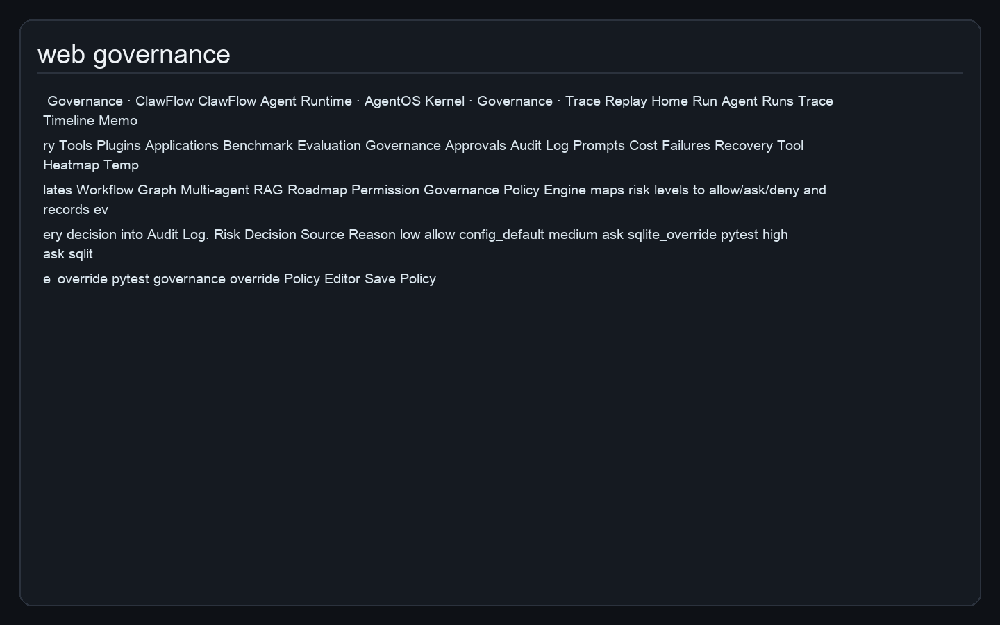 web governance
Governance · ClawFlow ClawFlow Agent Runtime · AgentOS Kernel · Governance · Trace Replay Home Run Agent Runs Trace
Timeline Memo
ry Tools Plugins Applications Benchmark Evaluation Governance Approvals Audit Log Prompts Cost Failures Recovery Tool
Heatmap Temp
lates Workflow Graph Multi-agent RAG Roadmap Permission Governance Policy Engine maps risk levels to allow/ask/deny and
records ev
ery decision into Audit Log. Risk Decision Source Reason low allow config_default medium ask sqlite_override pytest high
ask sqlit
e_override pytest governance override Policy Editor Save Policy